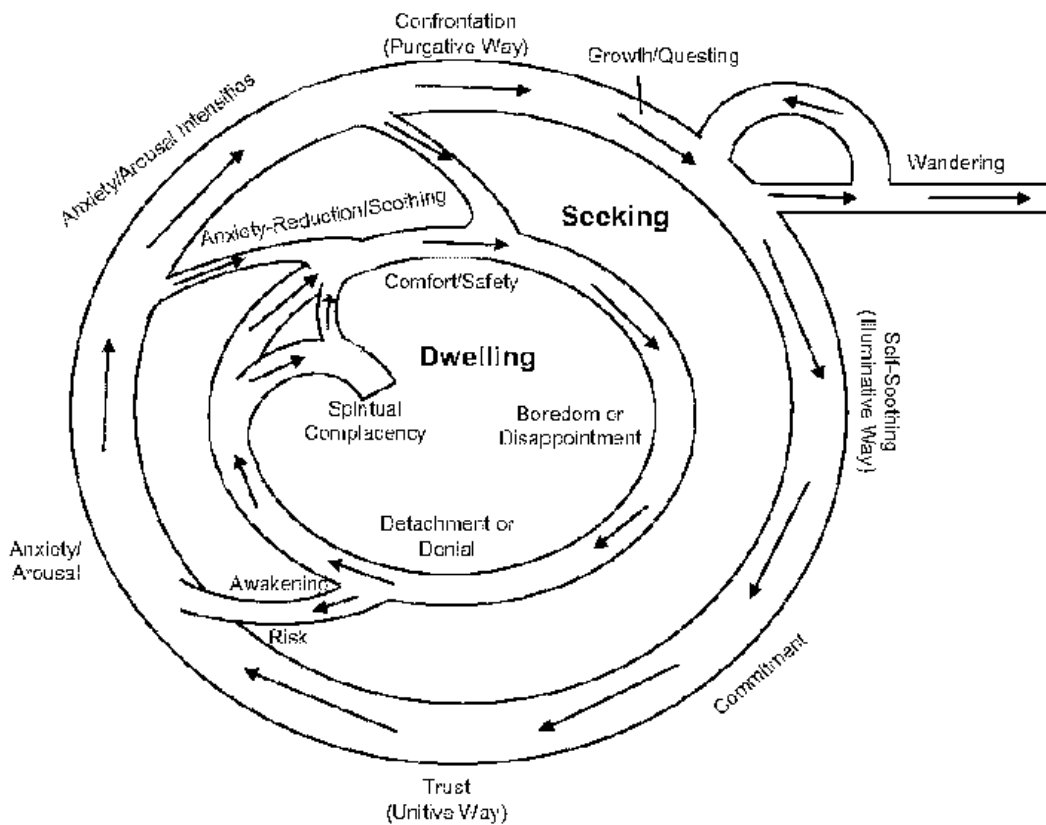 Confrontation
(Purgative Way)
Growth/Questing
Anxiety/Arousal Intensifies
Wandering
Anxiety-Reduction/Soothing
Seeking
Comfort/Safety
Dwelling
Self-Soothing
(Illuminative Way)
Spiritual
Complacency
Boredom or
Disappointment
Detachment or
Denial
Anxiety/
Arousal
Awakening
Risk
Commitment
Trust
(Unitive Way)